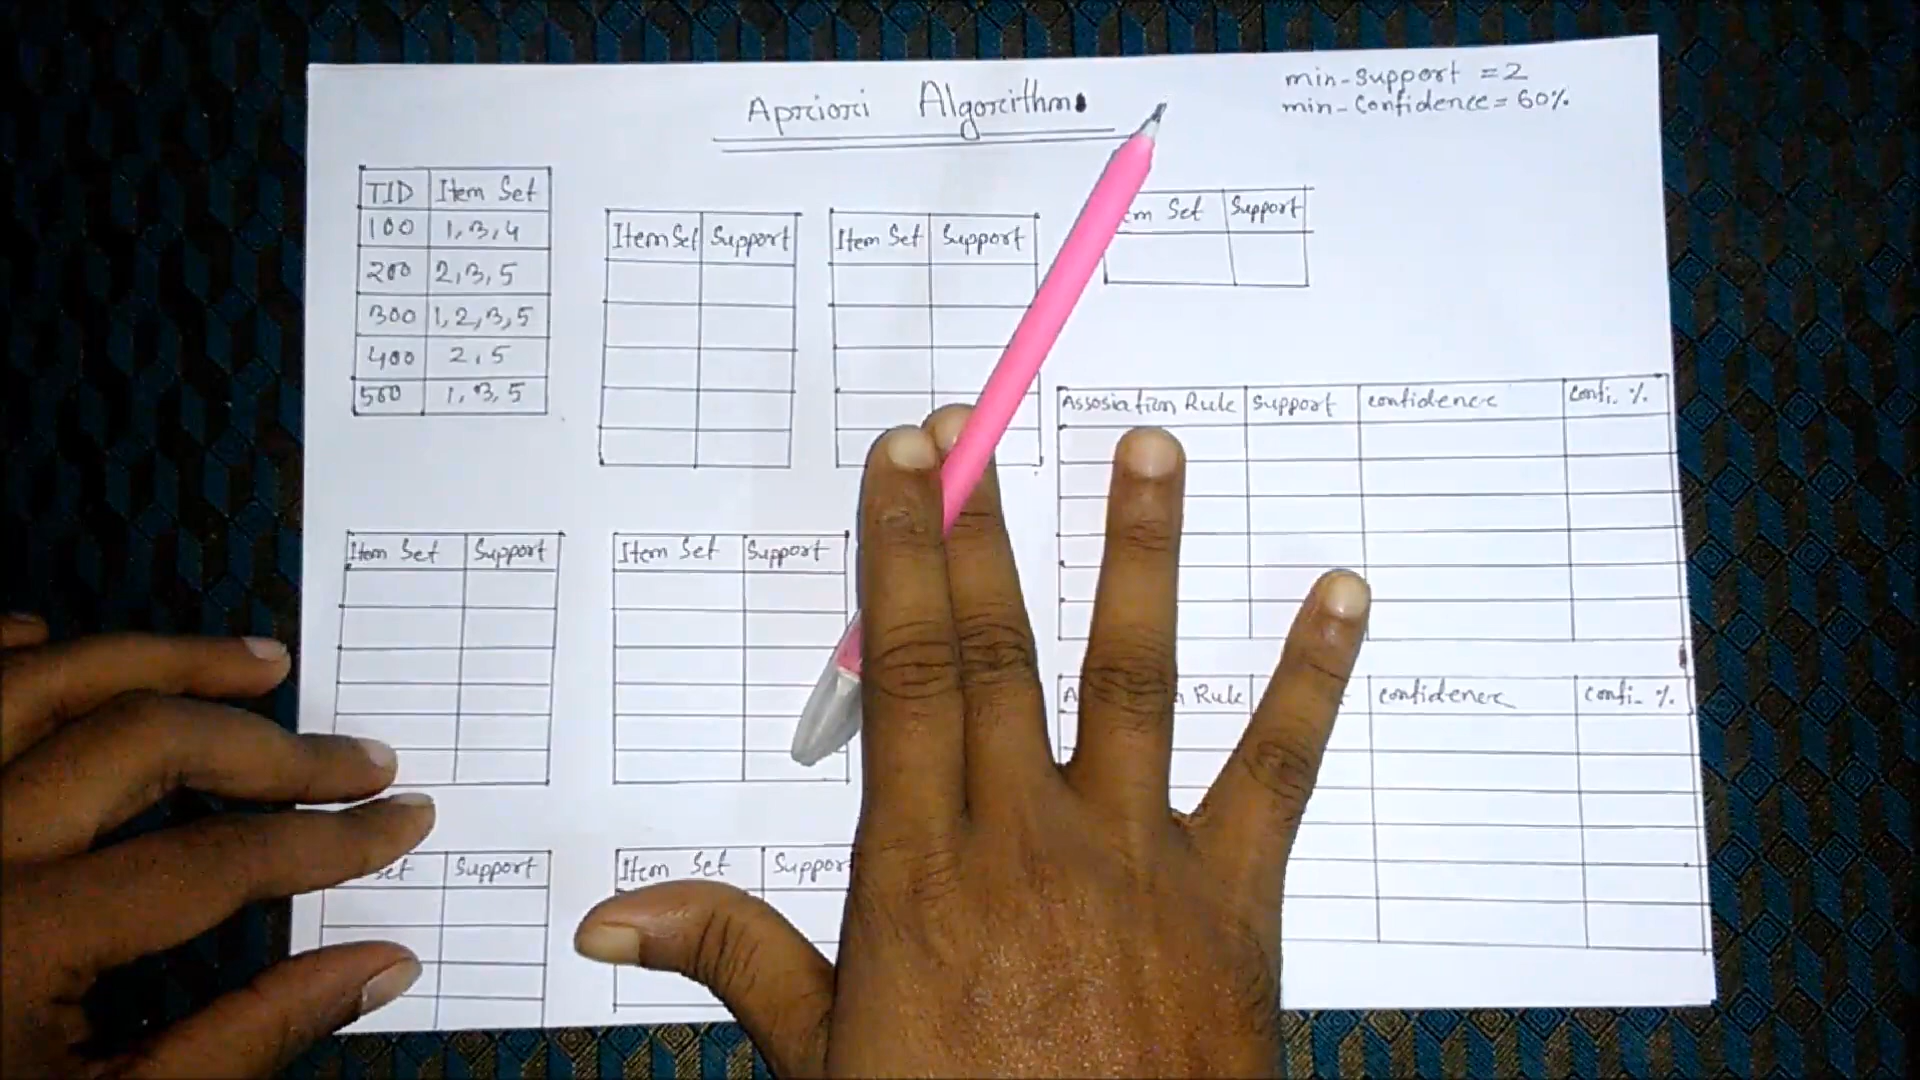 Apriori Algorithm
min-support = 2
min-Confidence = 60%
TID Item Set
100 1,3,4
200 2,3,5
300 1,2,3,5
400 2,5
500 1,3,5
Item Set Support
Item Set Support
Set Support
Assosiation Rule Support confidence Confi. %
Item Set Support
Item Set Support
Rule confidence Confi- %
Support
Item Set